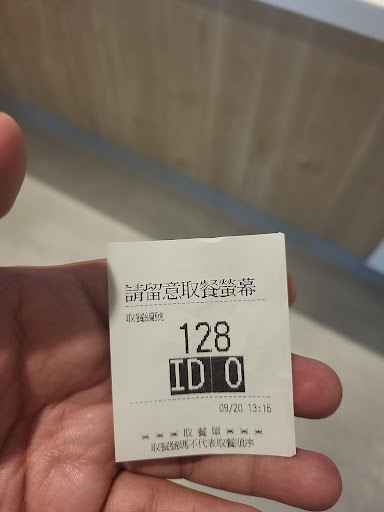 請留意取餐螢幕
取餐編號
128
ID 0
09/20 13:16
※ ※ ※ 取 餐 單 ※ ※ ※
取餐號碼不代表取餐順序